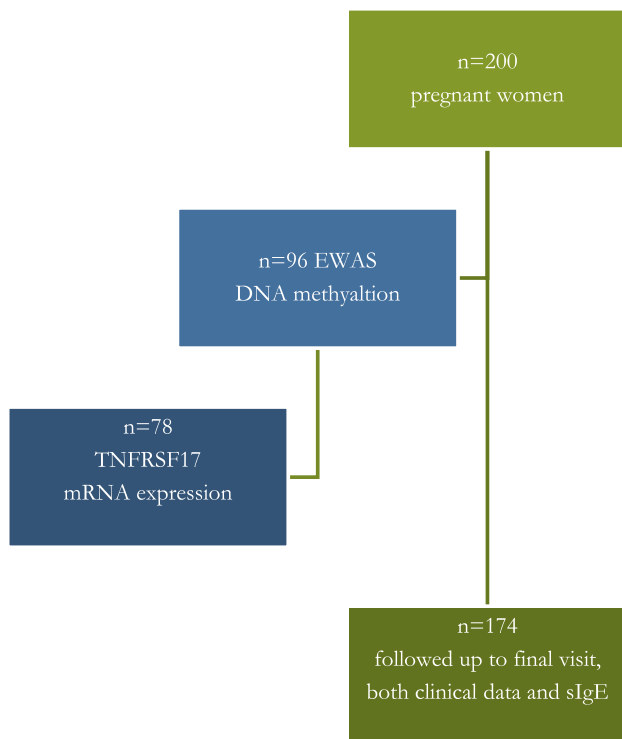 n=200
pregnant women
n=96 EWAS
DNA methyaltion
n=78
TNFRSF17
mRNA expression
n=174
followed up to final visit,
both clinical data and sIgE